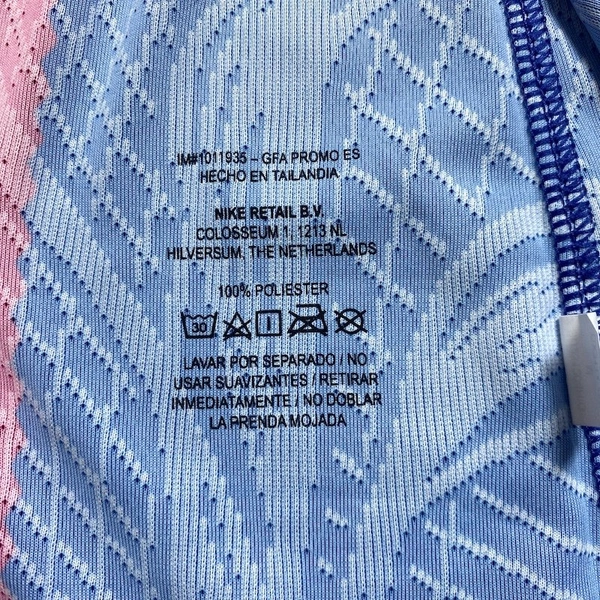 IM#1011935 – GFA PROMO ES
HECHO EN TAILANDIA
NIKE RETAIL B.V.
COLOSSEUM 1, 1213 NL
HILVERSUM, THE NETHERLANDS
100% POLIESTER
30
LAVAR POR SEPARADO / NO
USAR SUAVIZANTES / RETIRAR
INMEDIATAMENTE / NO DOBLAR
LA PRENDA MOJADA